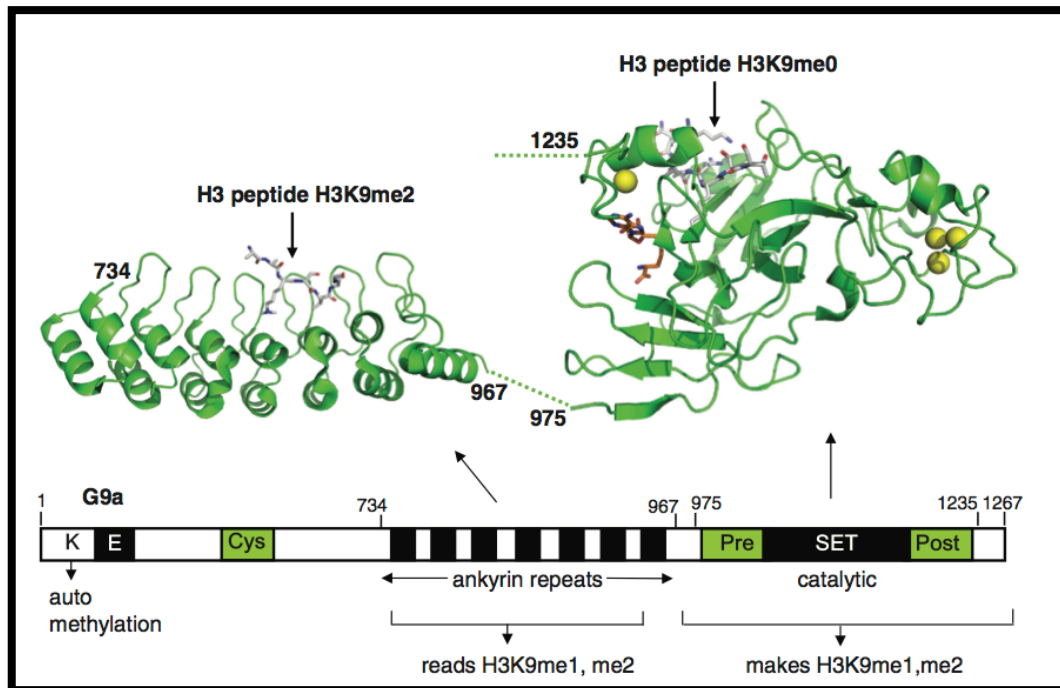 H3 peptide H3K9me0
1235
H3 peptide H3K9me2
734
967
975
1 G9a 734 967 975 1235 1267
K E Cys Pre SET Post
auto
methylation
ankyrin repeats catalytic
reads H3K9me1, me2 makes H3K9me1,me2